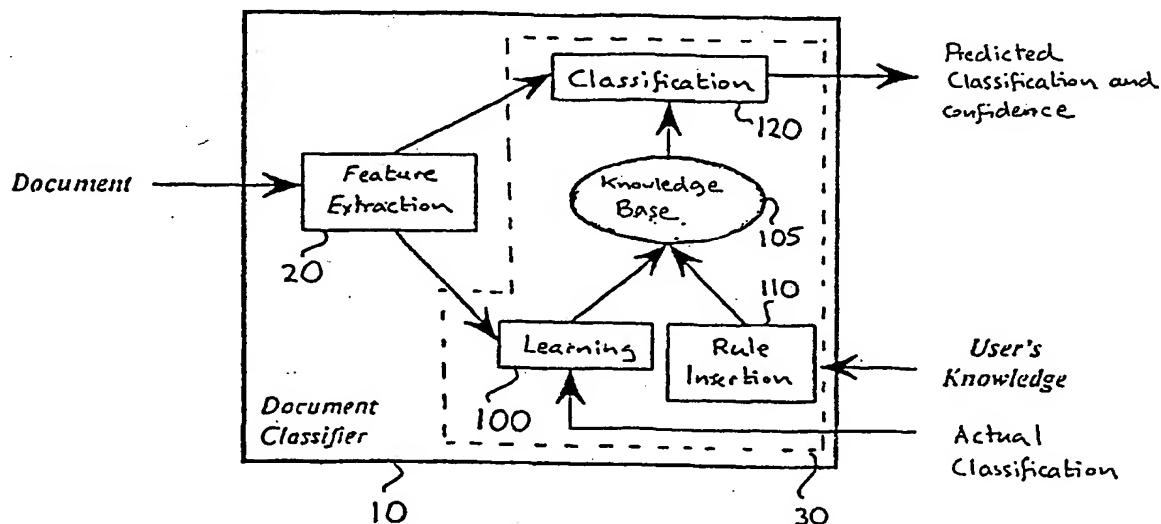 Predicted
Classification and
confidence
Classification
120
Document
Feature
Extraction
20
Knowledge
Base
105
110
Learning
100
Rule
Insertion
User's
Knowledge
Document
Classifier
Actual
Classification
10
30